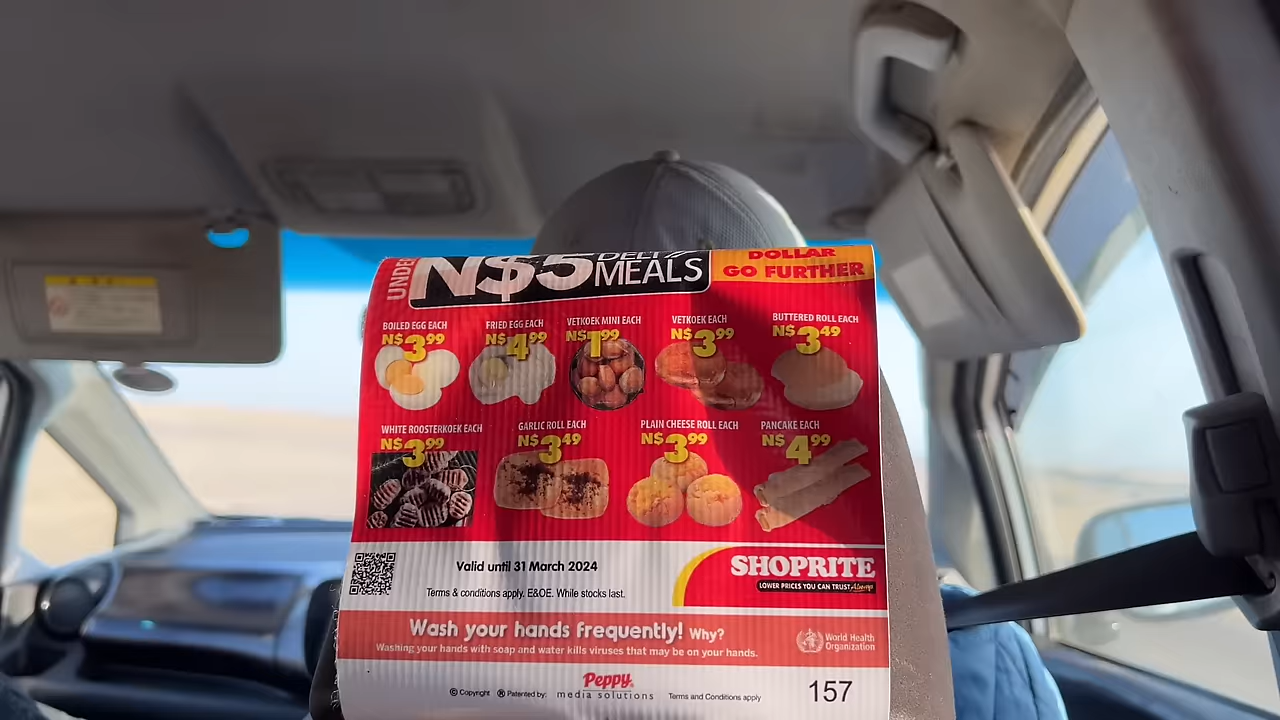 UNDER N$5 DELI MEALS
DOLLAR
GO FURTHER
BOILED EGG EACH
N$3 99
FRIED EGG EACH
N$4 99
VETKOEK MINI EACH
N$1 99
VETKOEK EACH
N$3 99
BUTTERED ROLL EACH
N$3 49
WHITE ROOSTERKOEK EACH
N$3 99
GARLIC ROLL EACH
N$3 49
PLAIN CHEESE ROLL EACH
N$3 99
PANCAKE EACH
N$4 99
Valid until 31 March 2024
Terms & conditions apply. E&OE. While stocks last.
SHOPRITE
LOWER PRICES YOU CAN TRUST Always
Wash your hands frequently! Why?
Washing your hands with soap and water kills viruses that may be on your hands.
World Health
Organization
© Copyright ® Patented by: Peppy media solutions Terms and Conditions apply
157